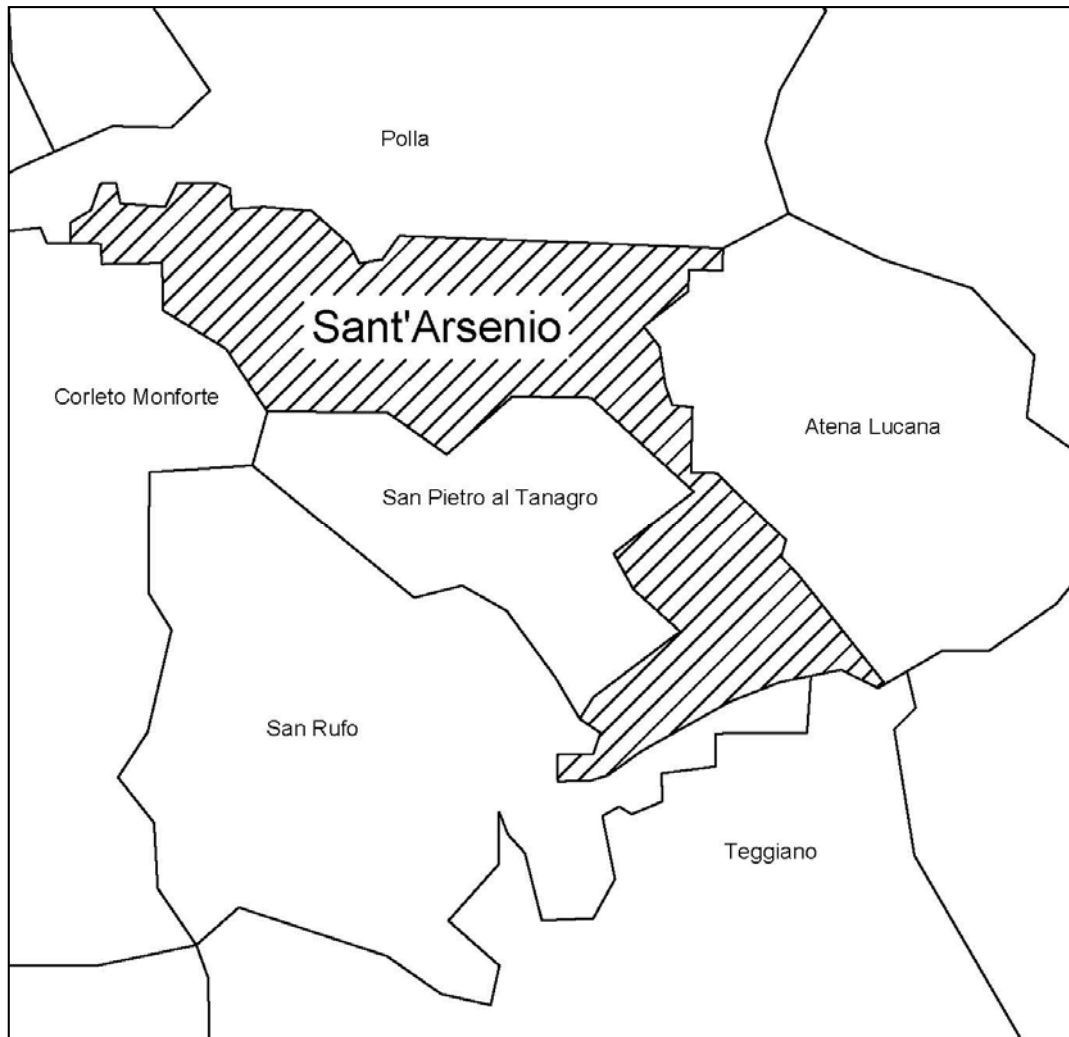 Polla
Sant'Arsenio
Corleto Monforte
Atena Lucana
San Pietro al Tanagro
San Rufo
Teggiano